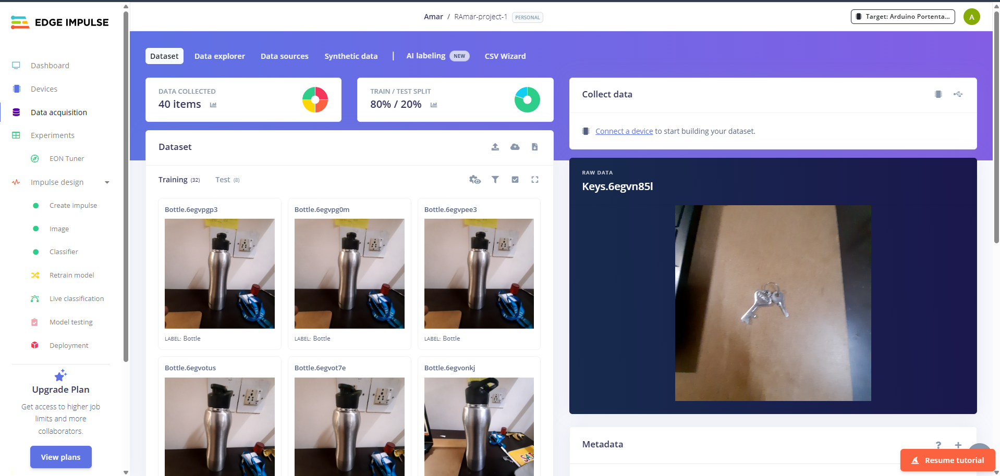 EDGE IMPULSE
Amar / RAmar-project-1 PERSONAL
Target: Arduino Portenta...
A
Dashboard
Devices
Data acquisition
Experiments
EON Tuner
Impulse design
Create impulse
Image
Classifier
Retrain model
Live classification
Model testing
Deployment
Upgrade Plan
Get access to higher job
limits and more
collaborators.
View plans
Dataset Data explorer Data sources Synthetic data | AI labeling NEW CSV Wizard
DATA COLLECTED
40 items
TRAIN / TEST SPLIT
80% / 20%
Dataset
Training (32) Test (8)
Bottle.6egvpgp3
LABEL: Bottle
Bottle.6egvpg0m
LABEL: Bottle
Bottle.6egvpee3
LABEL: Bottle
Bottle.6egvotus
Bottle.6egvot7e
Bottle.6egvonkj
Collect data
Connect a device to start building your dataset.
RAW DATA
Keys.6egvn85l
Metadata
?
Resume tutorial